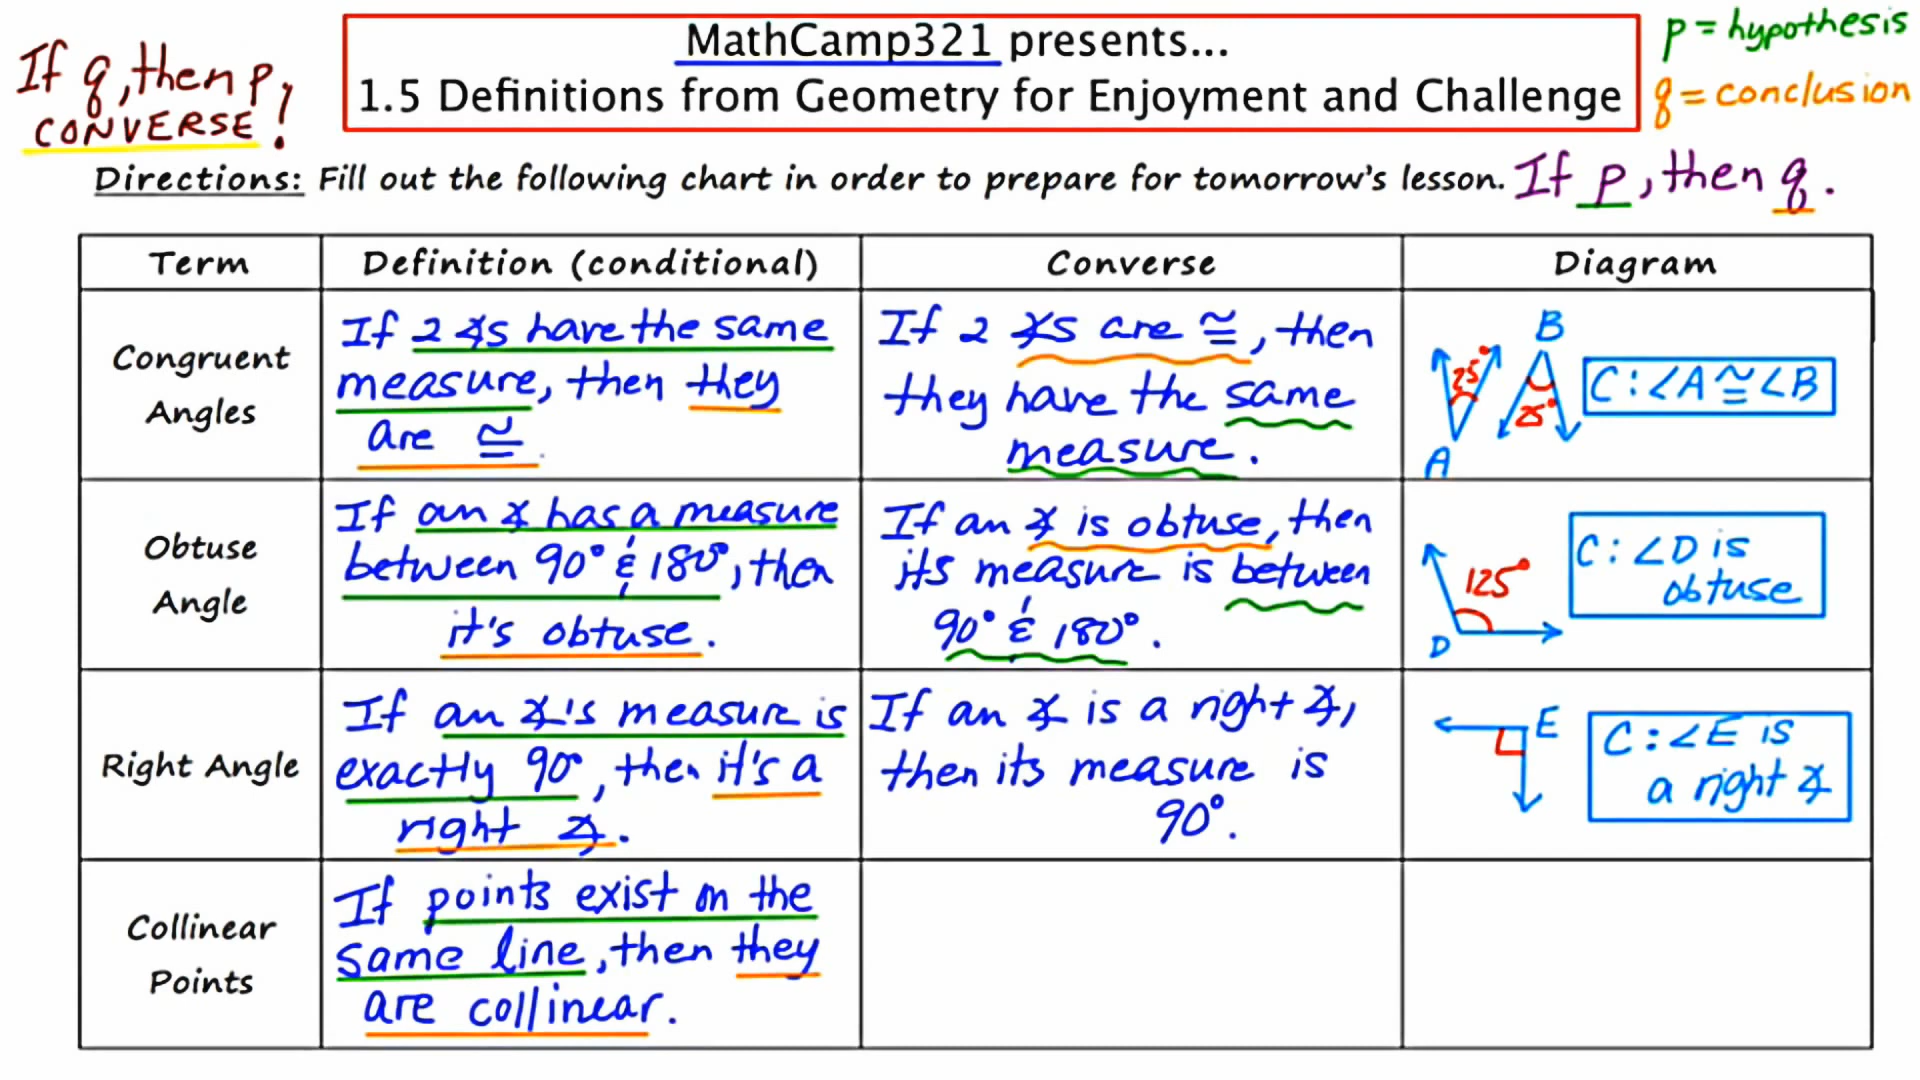 If q, then p
CONVERSE!
MathCamp321 presents...
1.5 Definitions from Geometry for Enjoyment and Challenge
p = hypothesis
q = conclusion
Directions: Fill out the following chart in order to prepare for tomorrow's lesson.
If p, then q.
Term
Definition (conditional)
Converse
Diagram
Congruent
Angles
If 2 ∡s have the same
measure, then they
are ≅.
If 2 ∡s are ≅, then
they have the same
measure.
25°
A
B
25°
C: ∠A ≅ ∠B
Obtuse
Angle
If an ∡ has a measure
between 90° & 180°, then
it's obtuse.
If an ∡ is obtuse, then
its measure is between
90° & 180°.
125°
D
C: ∠D is
obtuse
Right Angle
If an ∡'s measure is
exactly 90°, then it's a
right ∡.
If an ∡ is a right ∡,
then its measure is
90°.
E
C: ∠E is
a right ∡
Collinear
Points
If points exist on the
same line, then they
are collinear.